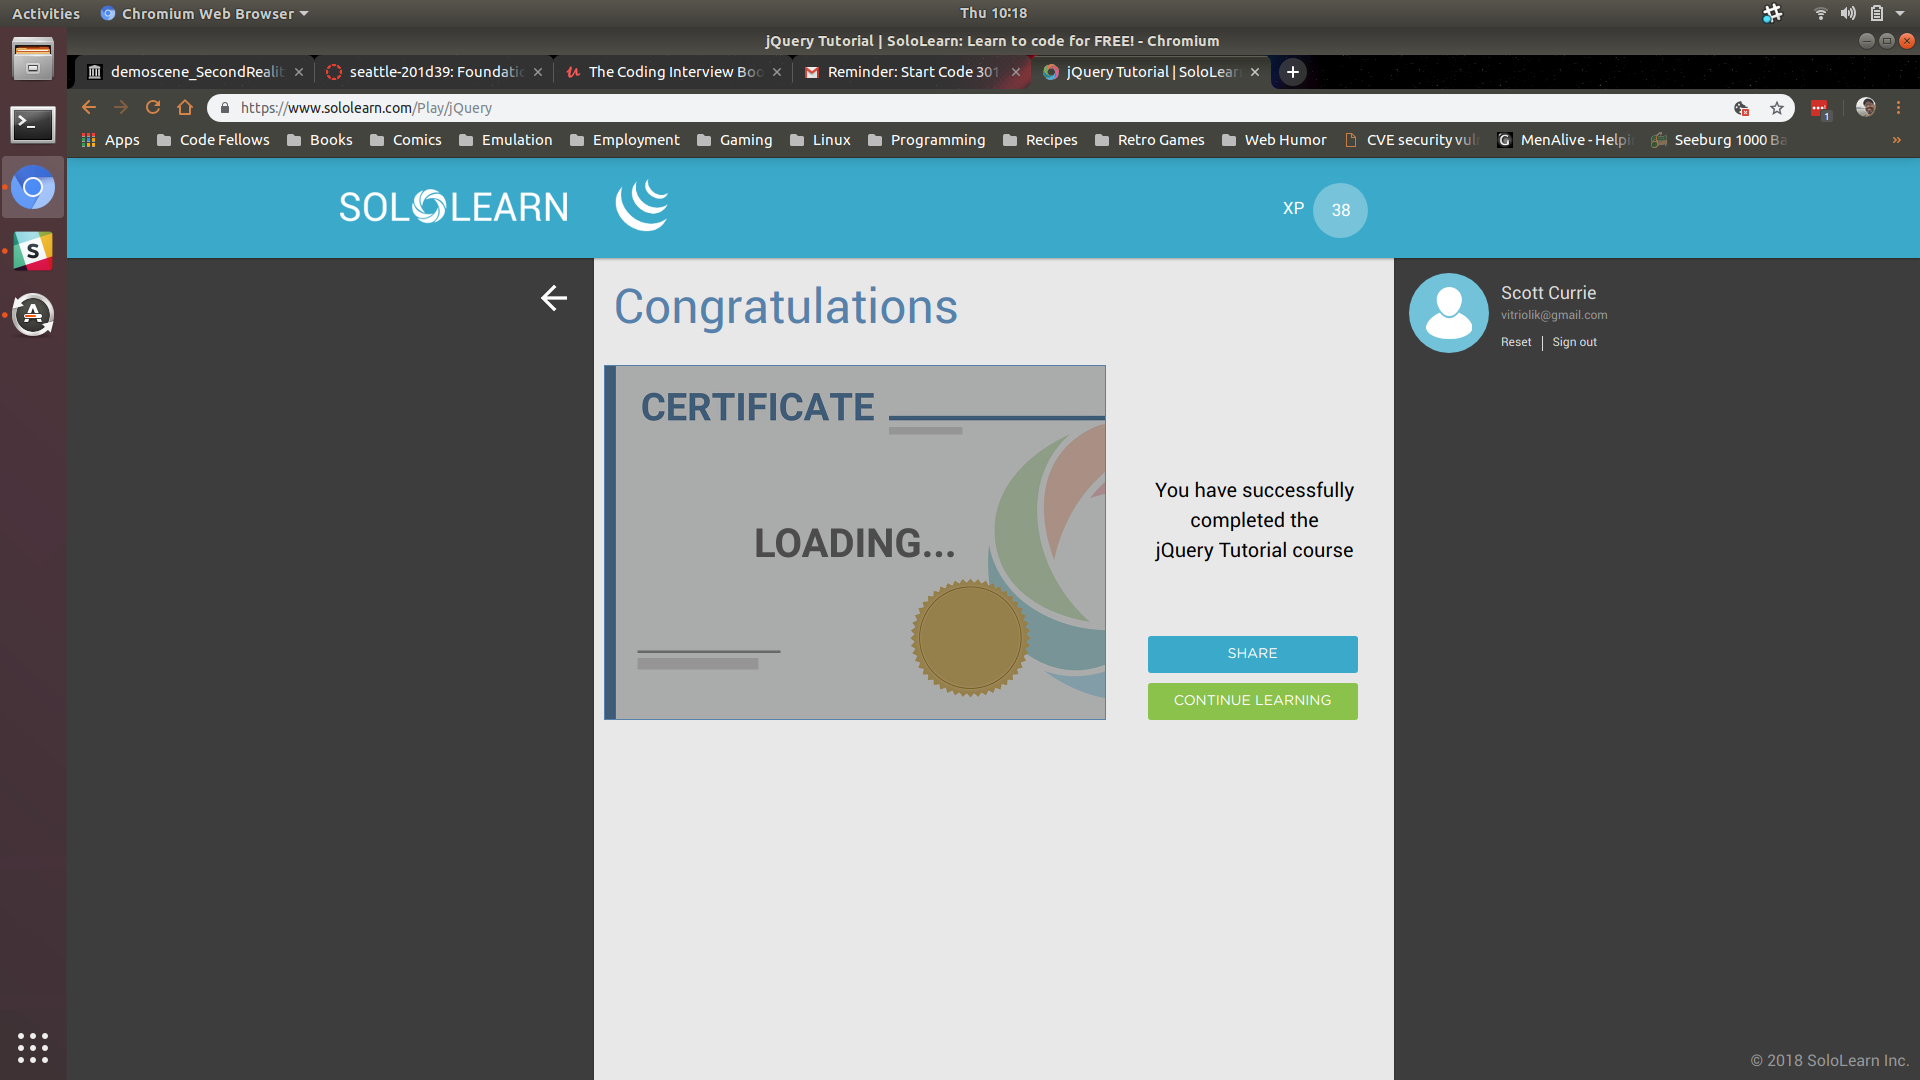 Activities
Chromium Web Browser
Thu 10:18
jQuery Tutorial | SoloLearn: Learn to code for FREE! - Chromium
demoscene_SecondRealit
seattle-201d39: Foundatio
The Coding Interview Boo
Reminder: Start Code 301
jQuery Tutorial | SoloLear
https://www.sololearn.com/Play/jQuery
1
Apps
Code Fellows
Books
Comics
Emulation
Employment
Gaming
Linux
Programming
Recipes
Retro Games
Web Humor
CVE security vul
MenAlive - Helpi
Seeburg 1000 Ba
»
SOLOLEARN
XP
38
Congratulations
Scott Currie
vitriolik@gmail.com
Reset | Sign out
CERTIFICATE
LOADING...
You have successfully
completed the
jQuery Tutorial course
SHARE
CONTINUE LEARNING
© 2018 SoloLearn Inc.